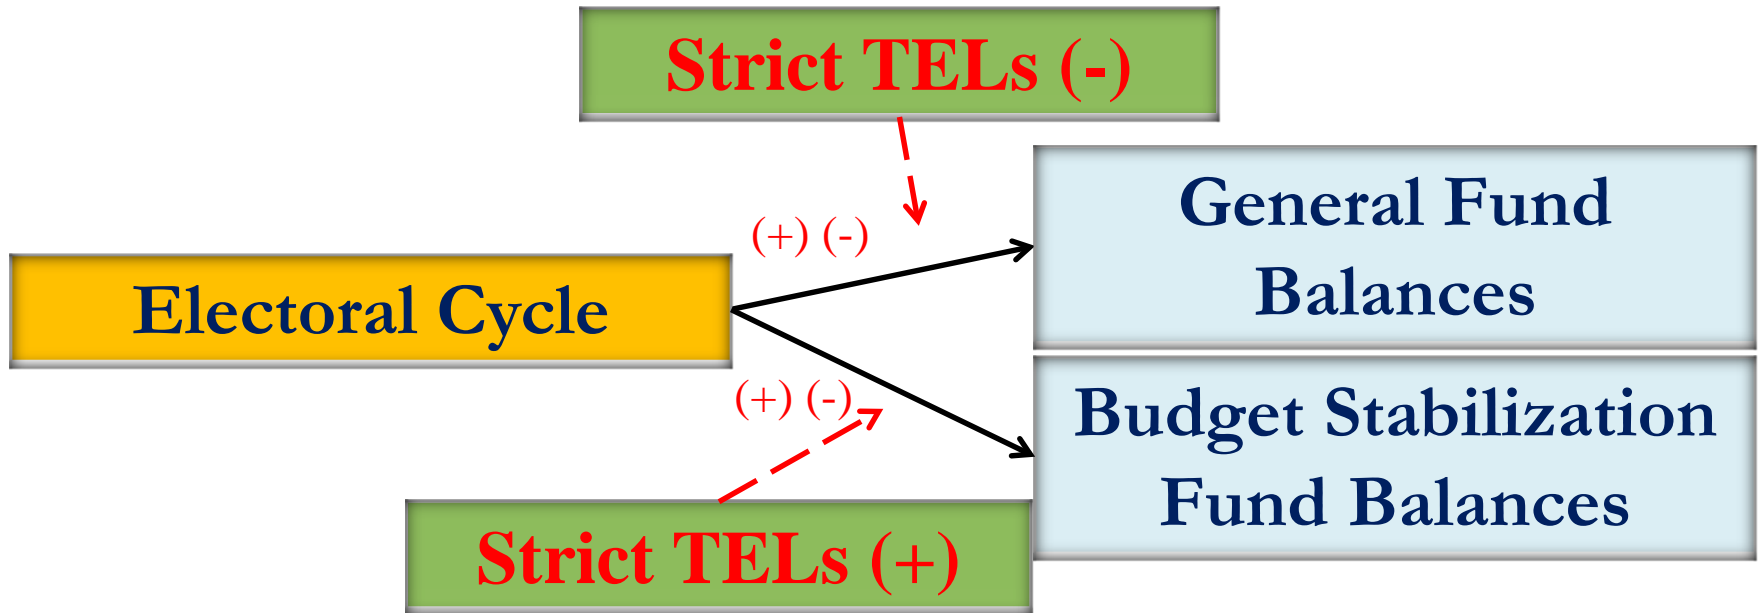 Strict TELs (-)
General Fund
Balances
(+) (-)
Electoral Cycle
(+) (-)
Budget Stabilization
Fund Balances
Strict TELs (+)